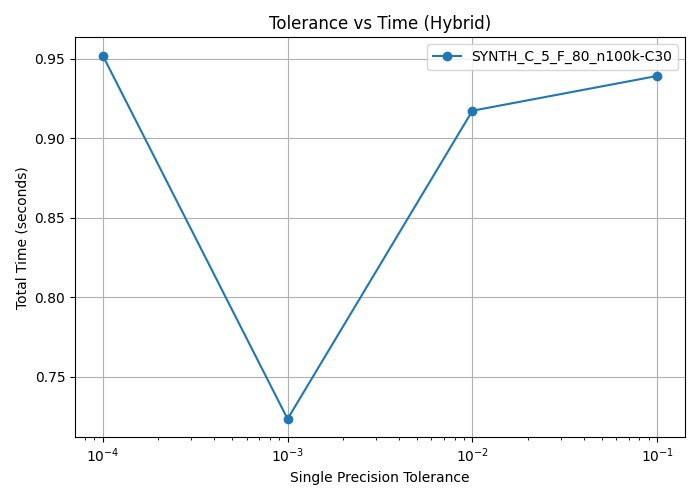 Tolerance vs Time (Hybrid)
SYNTH_C_5_F_80_n100k-C30
Total Time (seconds)
0.95
0.90
0.85
0.80
0.75
10⁻⁴
10⁻³
10⁻²
10⁻¹
Single Precision Tolerance